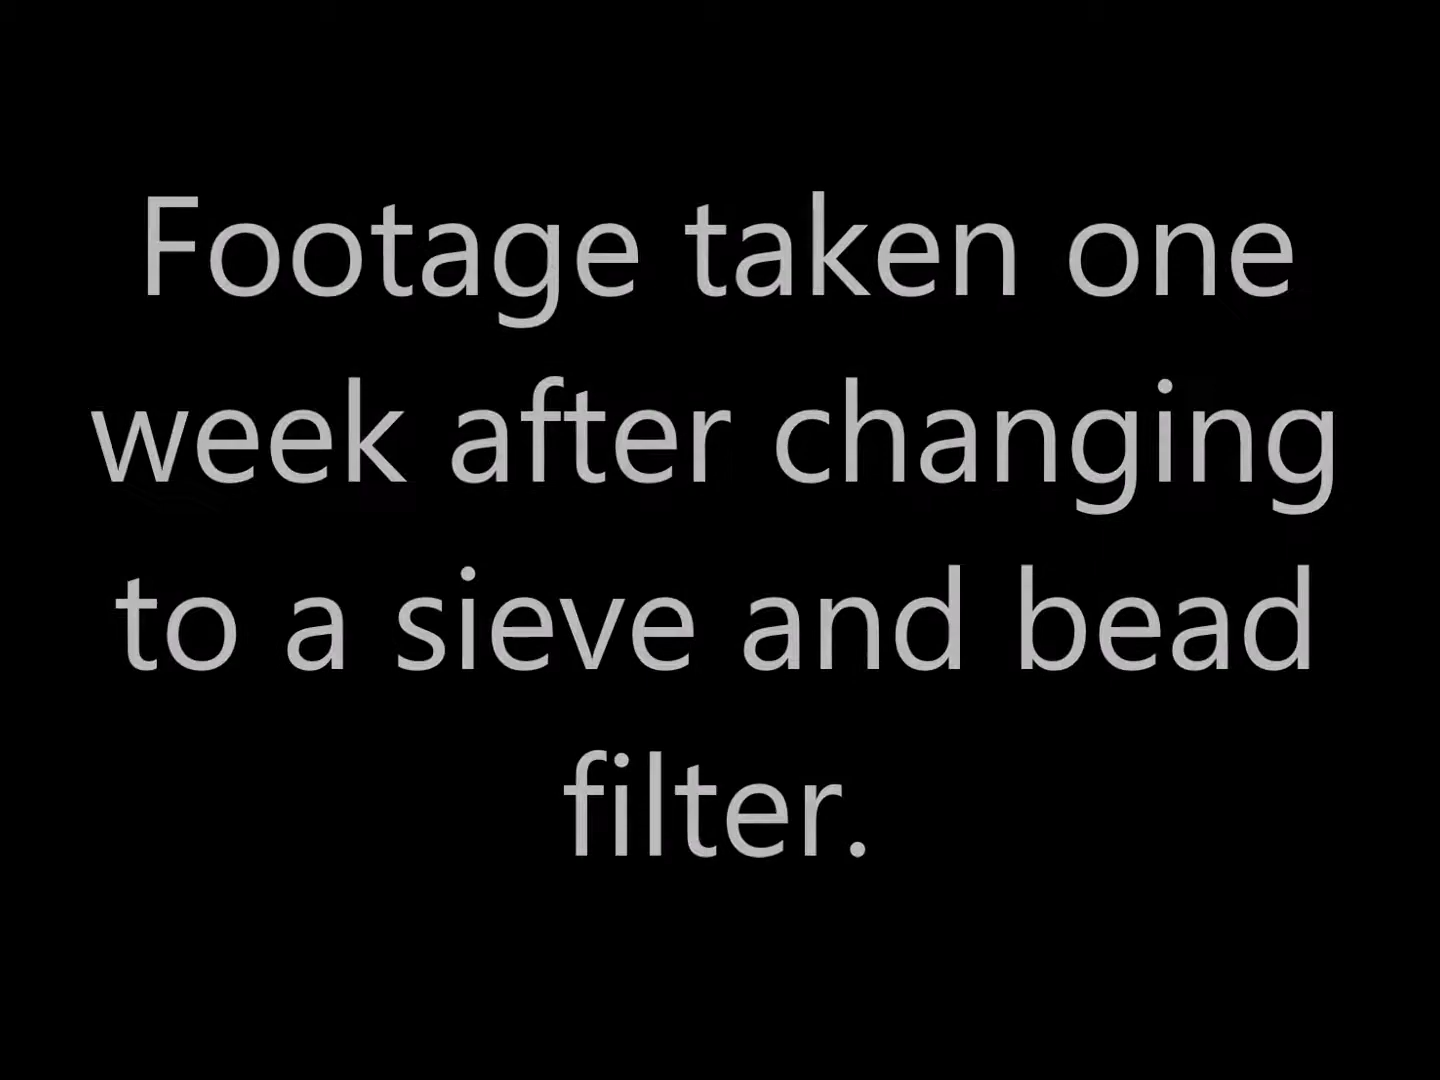 Footage taken one
week after changing
to a sieve and bead
filter.